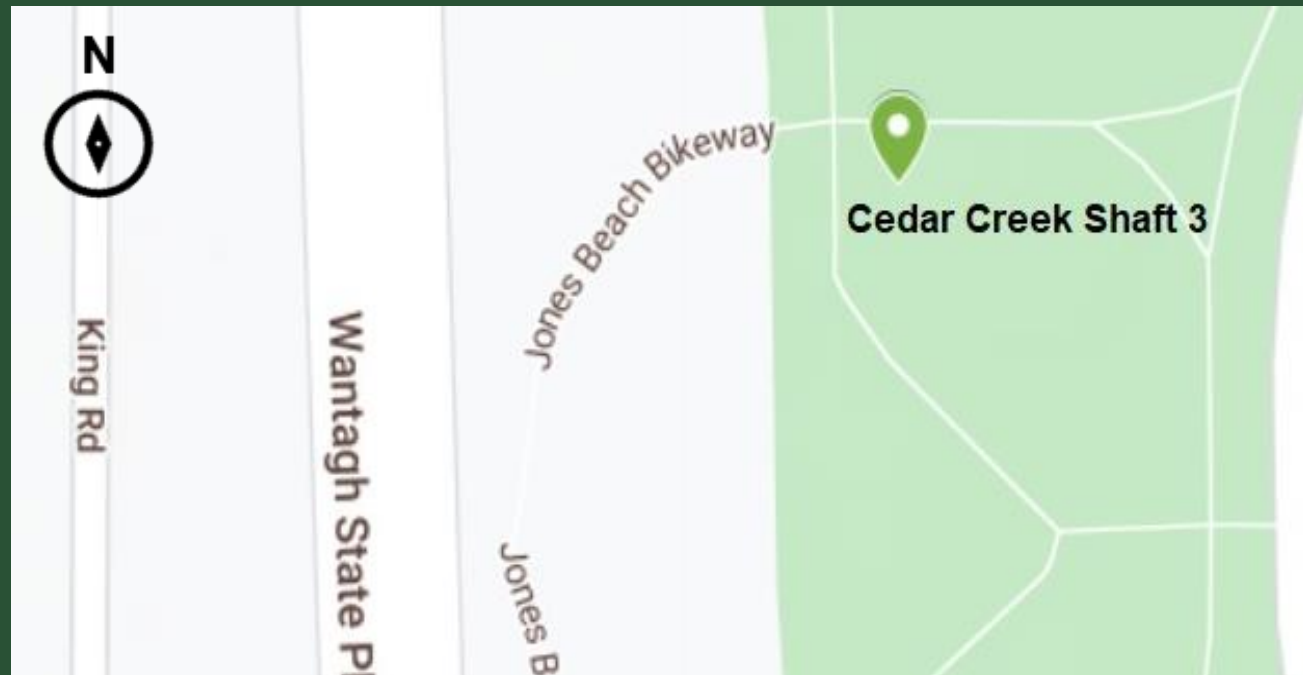 N
Jones Beach Bikeway
Cedar Creek Shaft 3
King Rd
Wantagh State P
Jones B